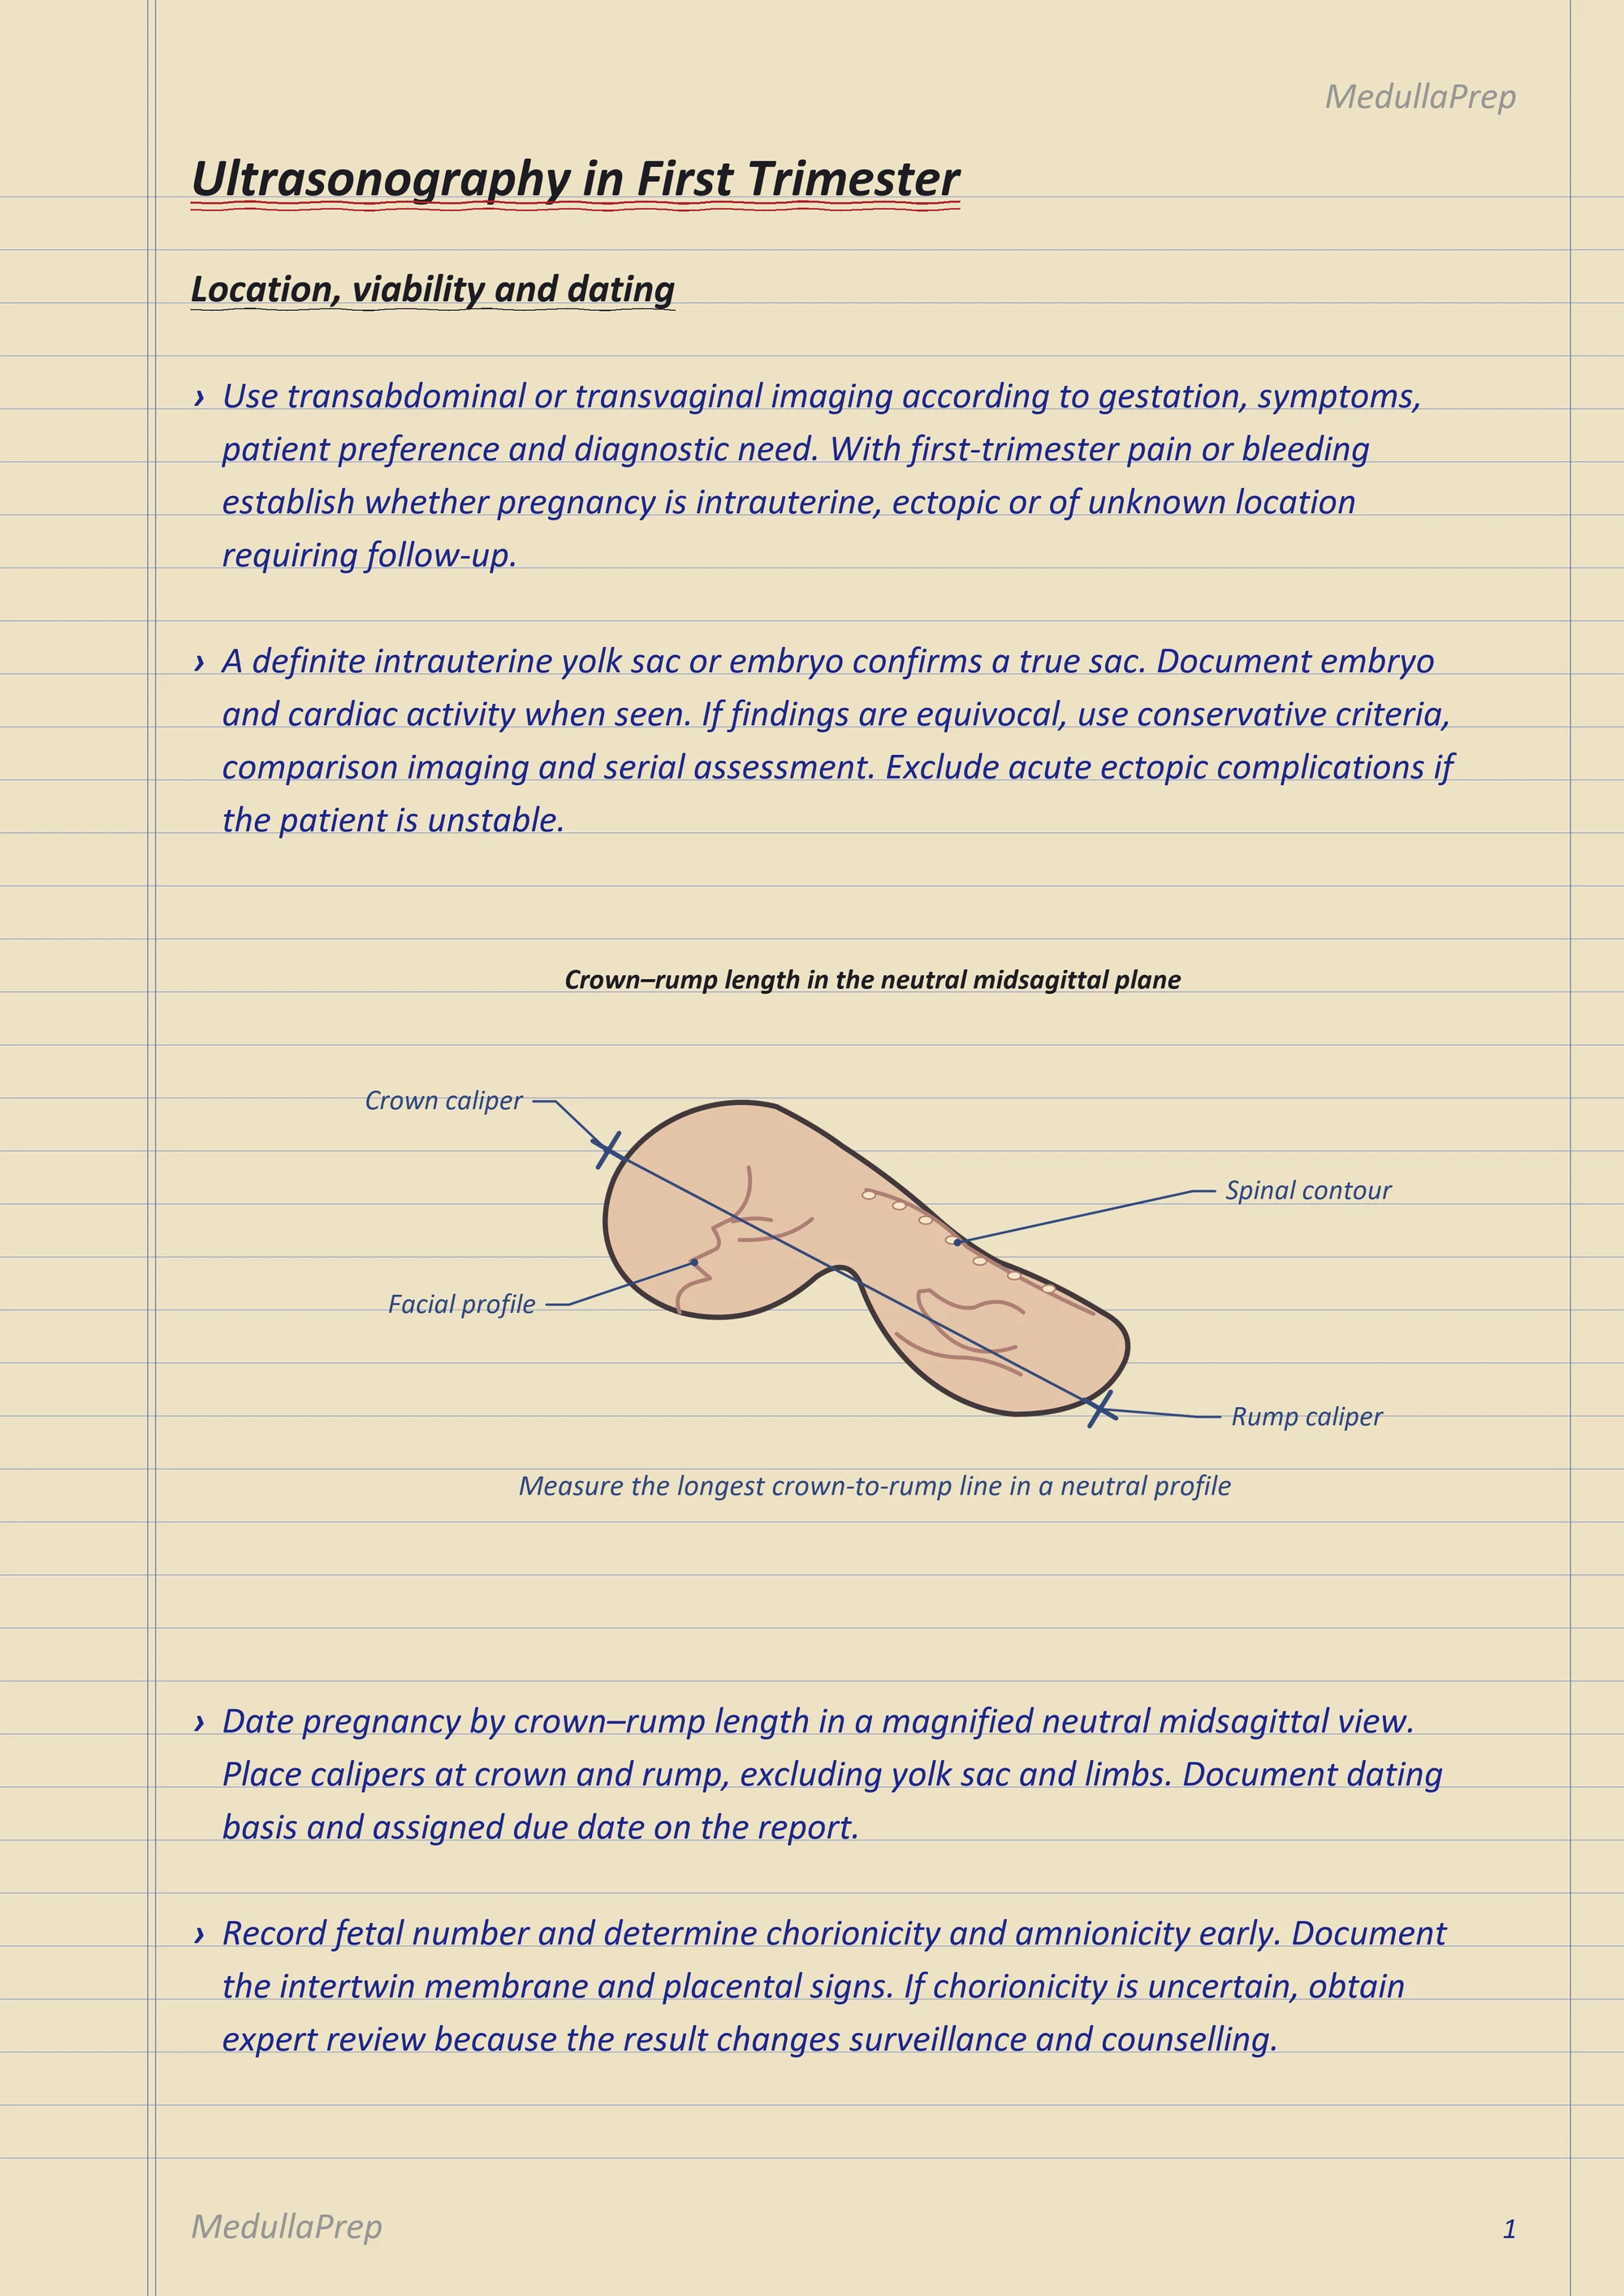 MedullaPrep
Ultrasonography in First Trimester
Location, viability and dating
› Use transabdominal or transvaginal imaging according to gestation, symptoms,
patient preference and diagnostic need. With first-trimester pain or bleeding
establish whether pregnancy is intrauterine, ectopic or of unknown location
requiring follow-up.
› A definite intrauterine yolk sac or embryo confirms a true sac. Document embryo
and cardiac activity when seen. If findings are equivocal, use conservative criteria,
comparison imaging and serial assessment. Exclude acute ectopic complications if
the patient is unstable.
Crown–rump length in the neutral midsagittal plane
Crown caliper
Spinal contour
Facial profile
Rump caliper
Measure the longest crown-to-rump line in a neutral profile
› Date pregnancy by crown–rump length in a magnified neutral midsagittal view.
Place calipers at crown and rump, excluding yolk sac and limbs. Document dating
basis and assigned due date on the report.
› Record fetal number and determine chorionicity and amnionicity early. Document
the intertwin membrane and placental signs. If chorionicity is uncertain, obtain
expert review because the result changes surveillance and counselling.
MedullaPrep
1